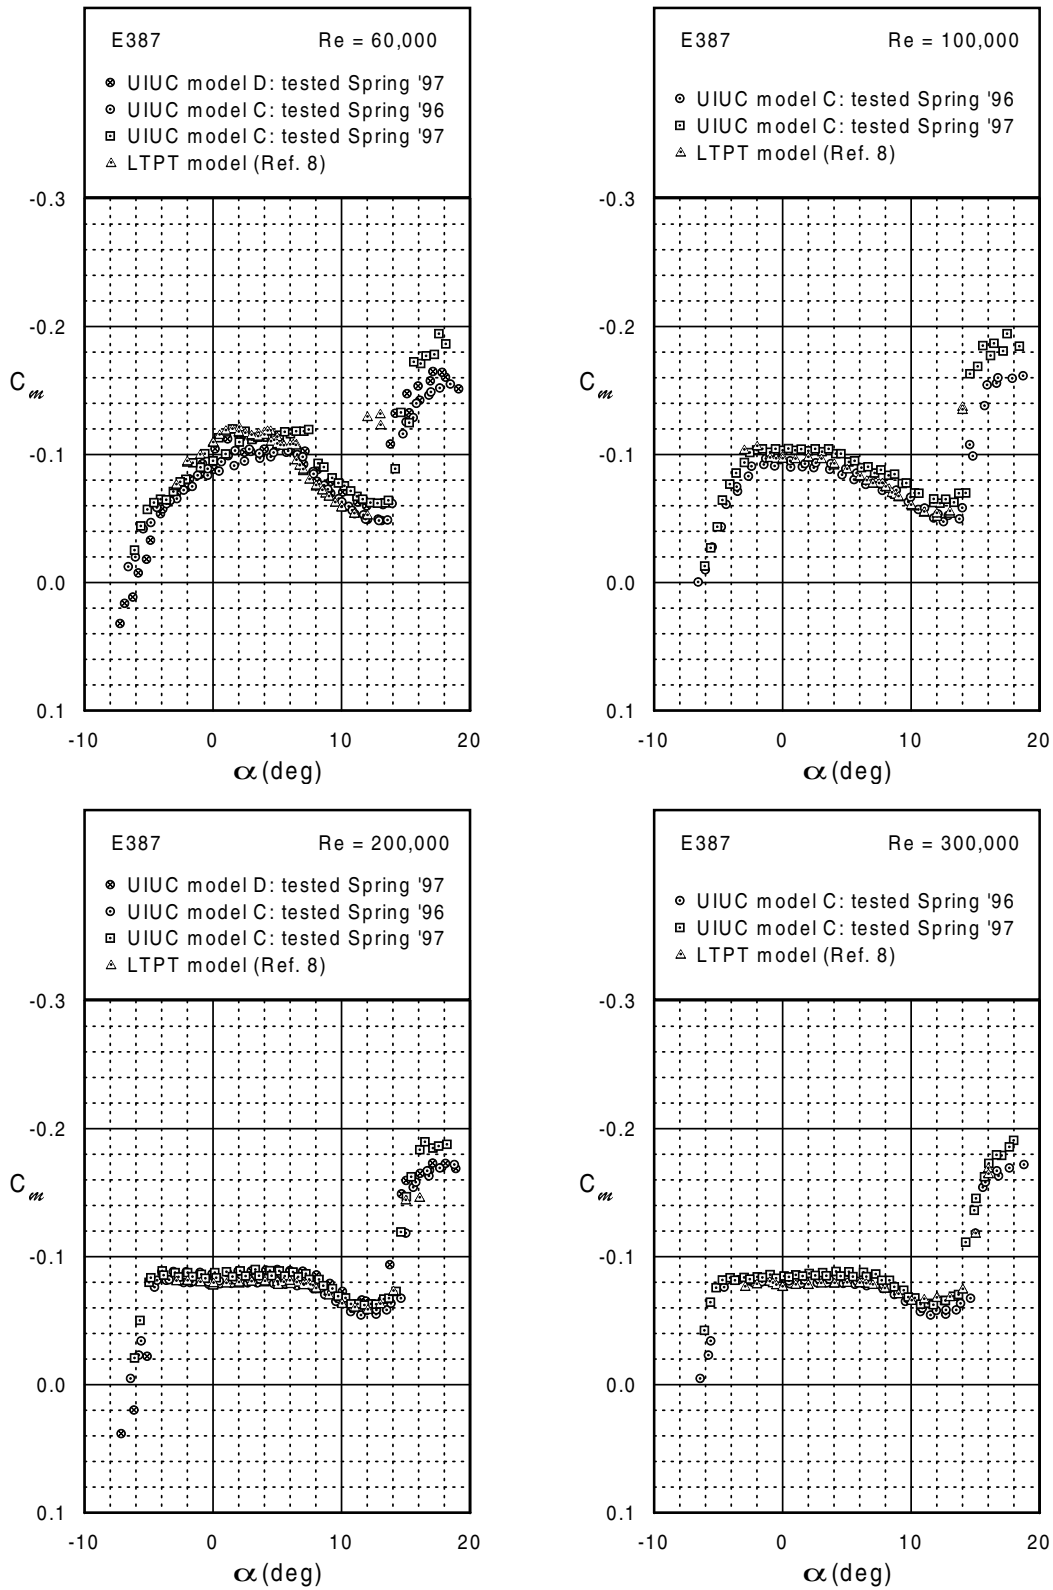 E387 Re = 60,000
UIUC model D: tested Spring '97
UIUC model C: tested Spring '96
UIUC model C: tested Spring '97
LTPT model (Ref. 8)
-0.3
-0.2
Cm
-0.1
0.0
0.1
-10 0 10 20
α (deg)
E387 Re = 100,000
UIUC model C: tested Spring '96
UIUC model C: tested Spring '97
LTPT model (Ref. 8)
-0.3
-0.2
Cm
-0.1
0.0
0.1
-10 0 10 20
α (deg)
E387 Re = 200,000
UIUC model D: tested Spring '97
UIUC model C: tested Spring '96
UIUC model C: tested Spring '97
LTPT model (Ref. 8)
-0.3
-0.2
Cm
-0.1
0.0
0.1
-10 0 10 20
α (deg)
E387 Re = 300,000
UIUC model C: tested Spring '96
UIUC model C: tested Spring '97
LTPT model (Ref. 8)
-0.3
-0.2
Cm
-0.1
0.0
0.1
-10 0 10 20
α (deg)